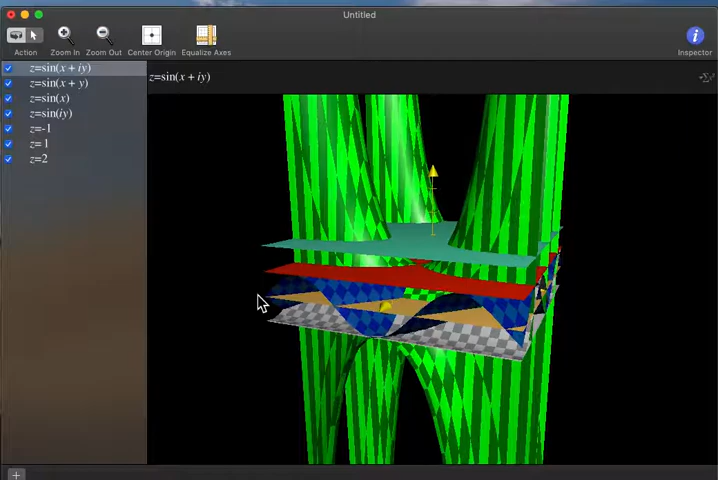 Untitled
Action Zoom In Zoom Out Center Origin Equalize Axes Inspector
z=sin(x + iy)
z=sin(x + y)
z=sin(x)
z=sin(iy)
z=-1
z=1
z=2
z=sin(x + iy)